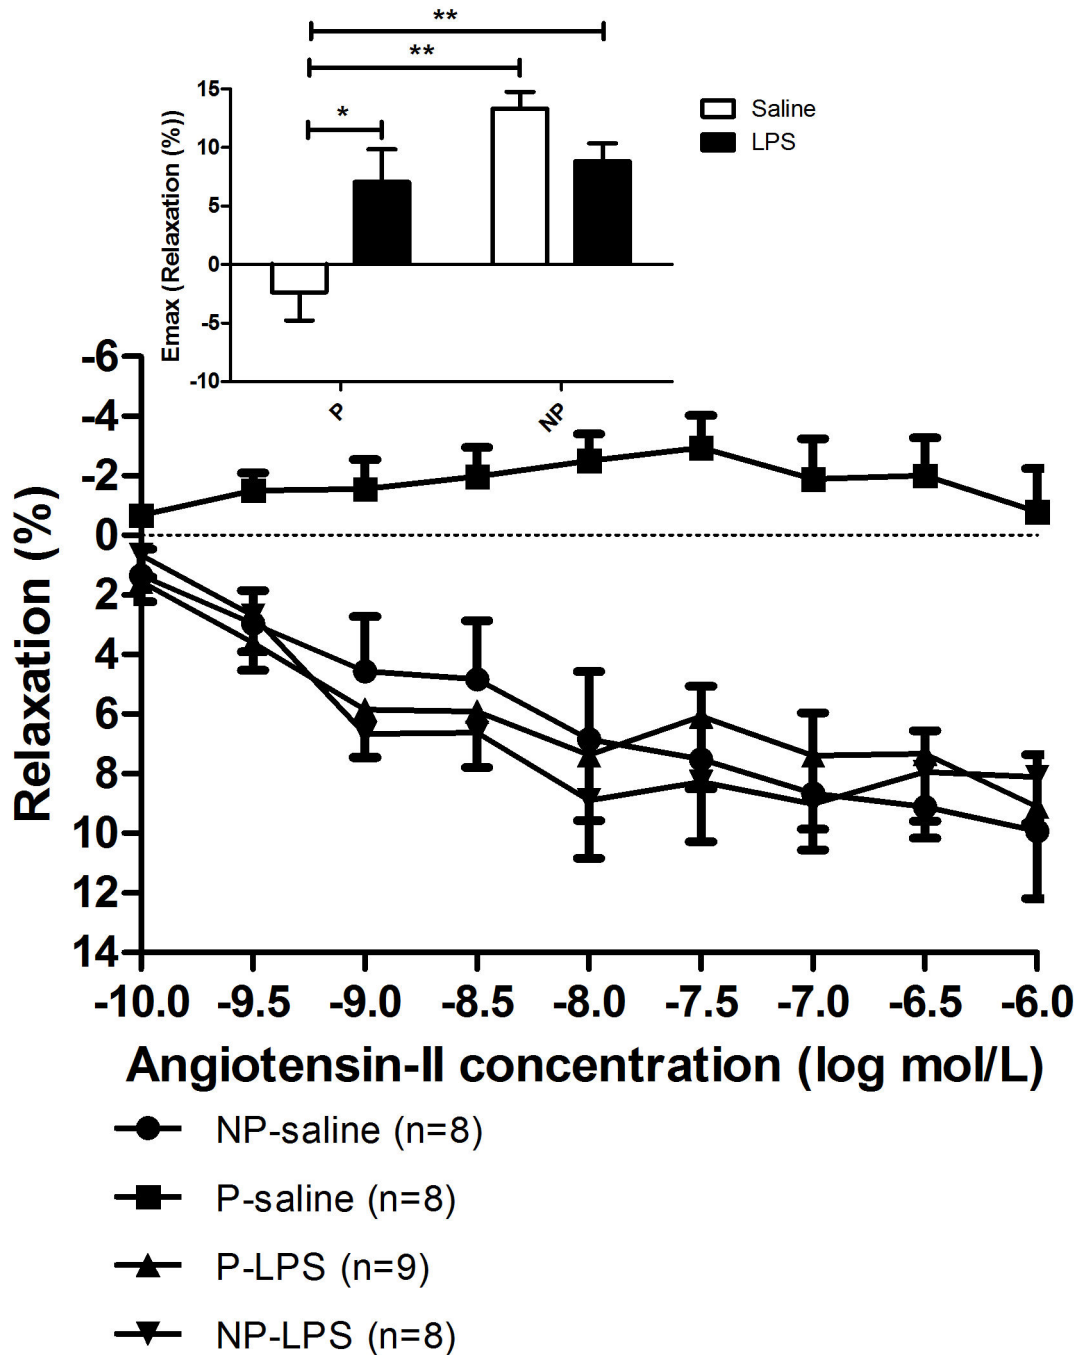 **
**
*
Saline
LPS
Emax (Relaxation (%))
15
10
5
0
-5
-10
P
NP
Relaxation (%)
-6
-4
-2
0
2
4
6
8
10
12
14
-10.0 -9.5 -9.0 -8.5 -8.0 -7.5 -7.0 -6.5 -6.0
Angiotensin-II concentration (log mol/L)
NP-saline (n=8)
P-saline (n=8)
P-LPS (n=9)
NP-LPS (n=8)